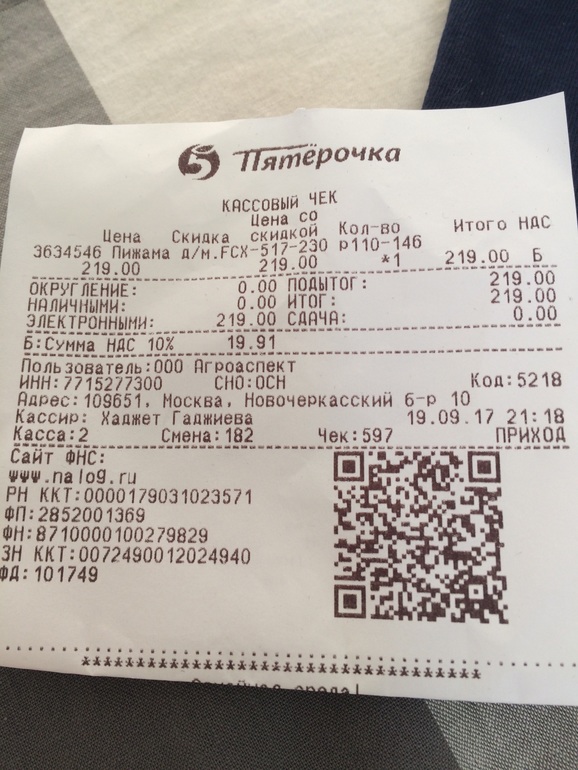 5 Пятёрочка
КАССОВЫЙ ЧЕК
Цена Скидка Цена со скидкой Кол-во Итого НДС
3634546 Пижама д/м.FCX-517-230 р110-146
219.00 219.00 *1 219.00 Б
ОКРУГЛЕНИЕ: 0.00 ПОДЫТОГ: 219.00
НАЛИЧНЫМИ: 0.00 ИТОГ: 219.00
ЭЛЕКТРОННЫМИ: 219.00 СДАЧА: 0.00
Б:Сумма НДС 10% 19.91
Пользователь:ООО Агроаспект
ИНН:7715277300 СНО:ОСН Код:5218
Адрес:109651, Москва, Новочеркасский б-р 10
Кассир: Хаджет Гаджиева 19.09.17 21:18
Касса:2 Смена:182 Чек:597 ПРИХОД
Сайт ФНС:
www.nalog.ru
РН ККТ:0000179031023571
ФП:2852001369
ФН:8710000100279829
ЗН ККТ:0072490012024940
ФД:101749
***********************************